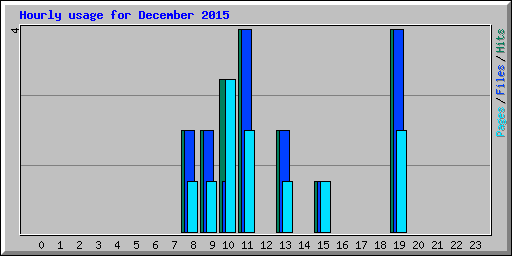 Hourly usage for December 2015
4
Pages/Files/Hits
0 1 2 3 4 5 6 7 8 9 10 11 12 13 14 15 16 17 18 19 20 21 22 23